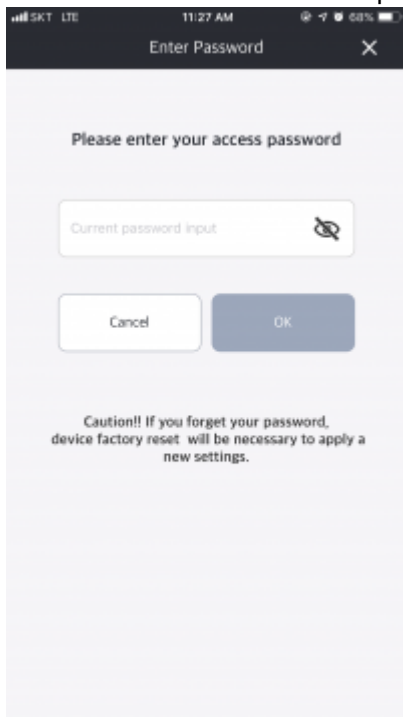 SKT LTE 11:27 AM 68%
Enter Password
Please enter your access password
Current password input
Cancel OK
Caution!! If you forget your password,
device factory reset will be necessary to apply a
new settings.